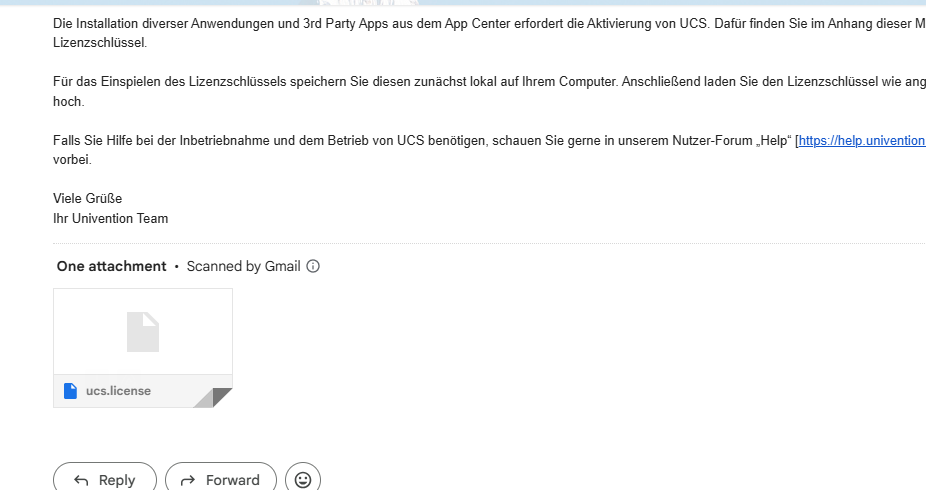 Die Installation diverser Anwendungen und 3rd Party Apps aus dem App Center erfordert die Aktivierung von UCS. Dafür finden Sie im Anhang dieser M
Lizenzschlüssel.
Für das Einspielen des Lizenzschlüssels speichern Sie diesen zunächst lokal auf Ihrem Computer. Anschließend laden Sie den Lizenzschlüssel wie ang
hoch.
Falls Sie Hilfe bei der Inbetriebnahme und dem Betrieb von UCS benötigen, schauen Sie gerne in unserem Nutzer-Forum „Help" [https://help.univention
vorbei.
Viele Grüße
Ihr Univention Team
One attachment • Scanned by Gmail
ucs.license
Reply Forward